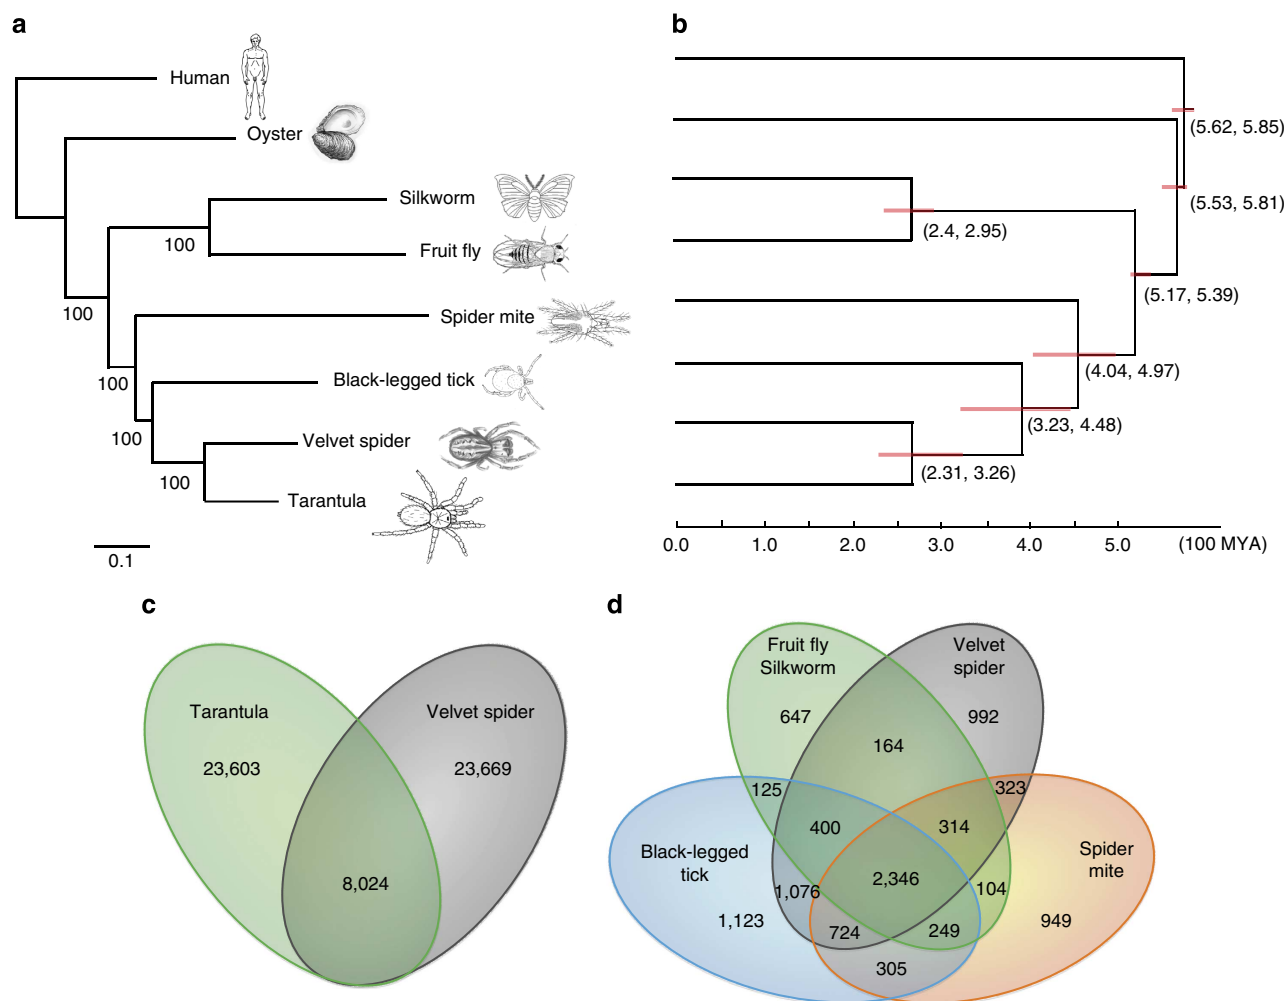 a
Human
Oyster
Silkworm
100
Fruit fly
100
Spider mite
100
Black-legged tick
100
Velvet spider
100
Tarantula
0.1
b
(5.62, 5.85)
(5.53, 5.81)
(2.4, 2.95)
(5.17, 5.39)
(4.04, 4.97)
(3.23, 4.48)
(2.31, 3.26)
0.0 1.0 2.0 3.0 4.0 5.0 (100 MYA)
c
Tarantula
Velvet spider
23,603
23,669
8,024
d
Fruit fly
Silkworm
Velvet
spider
647
992
164
125
323
400
314
Black-legged
tick
Spider
mite
2,346
1,076
104
1,123
724
249
949
305